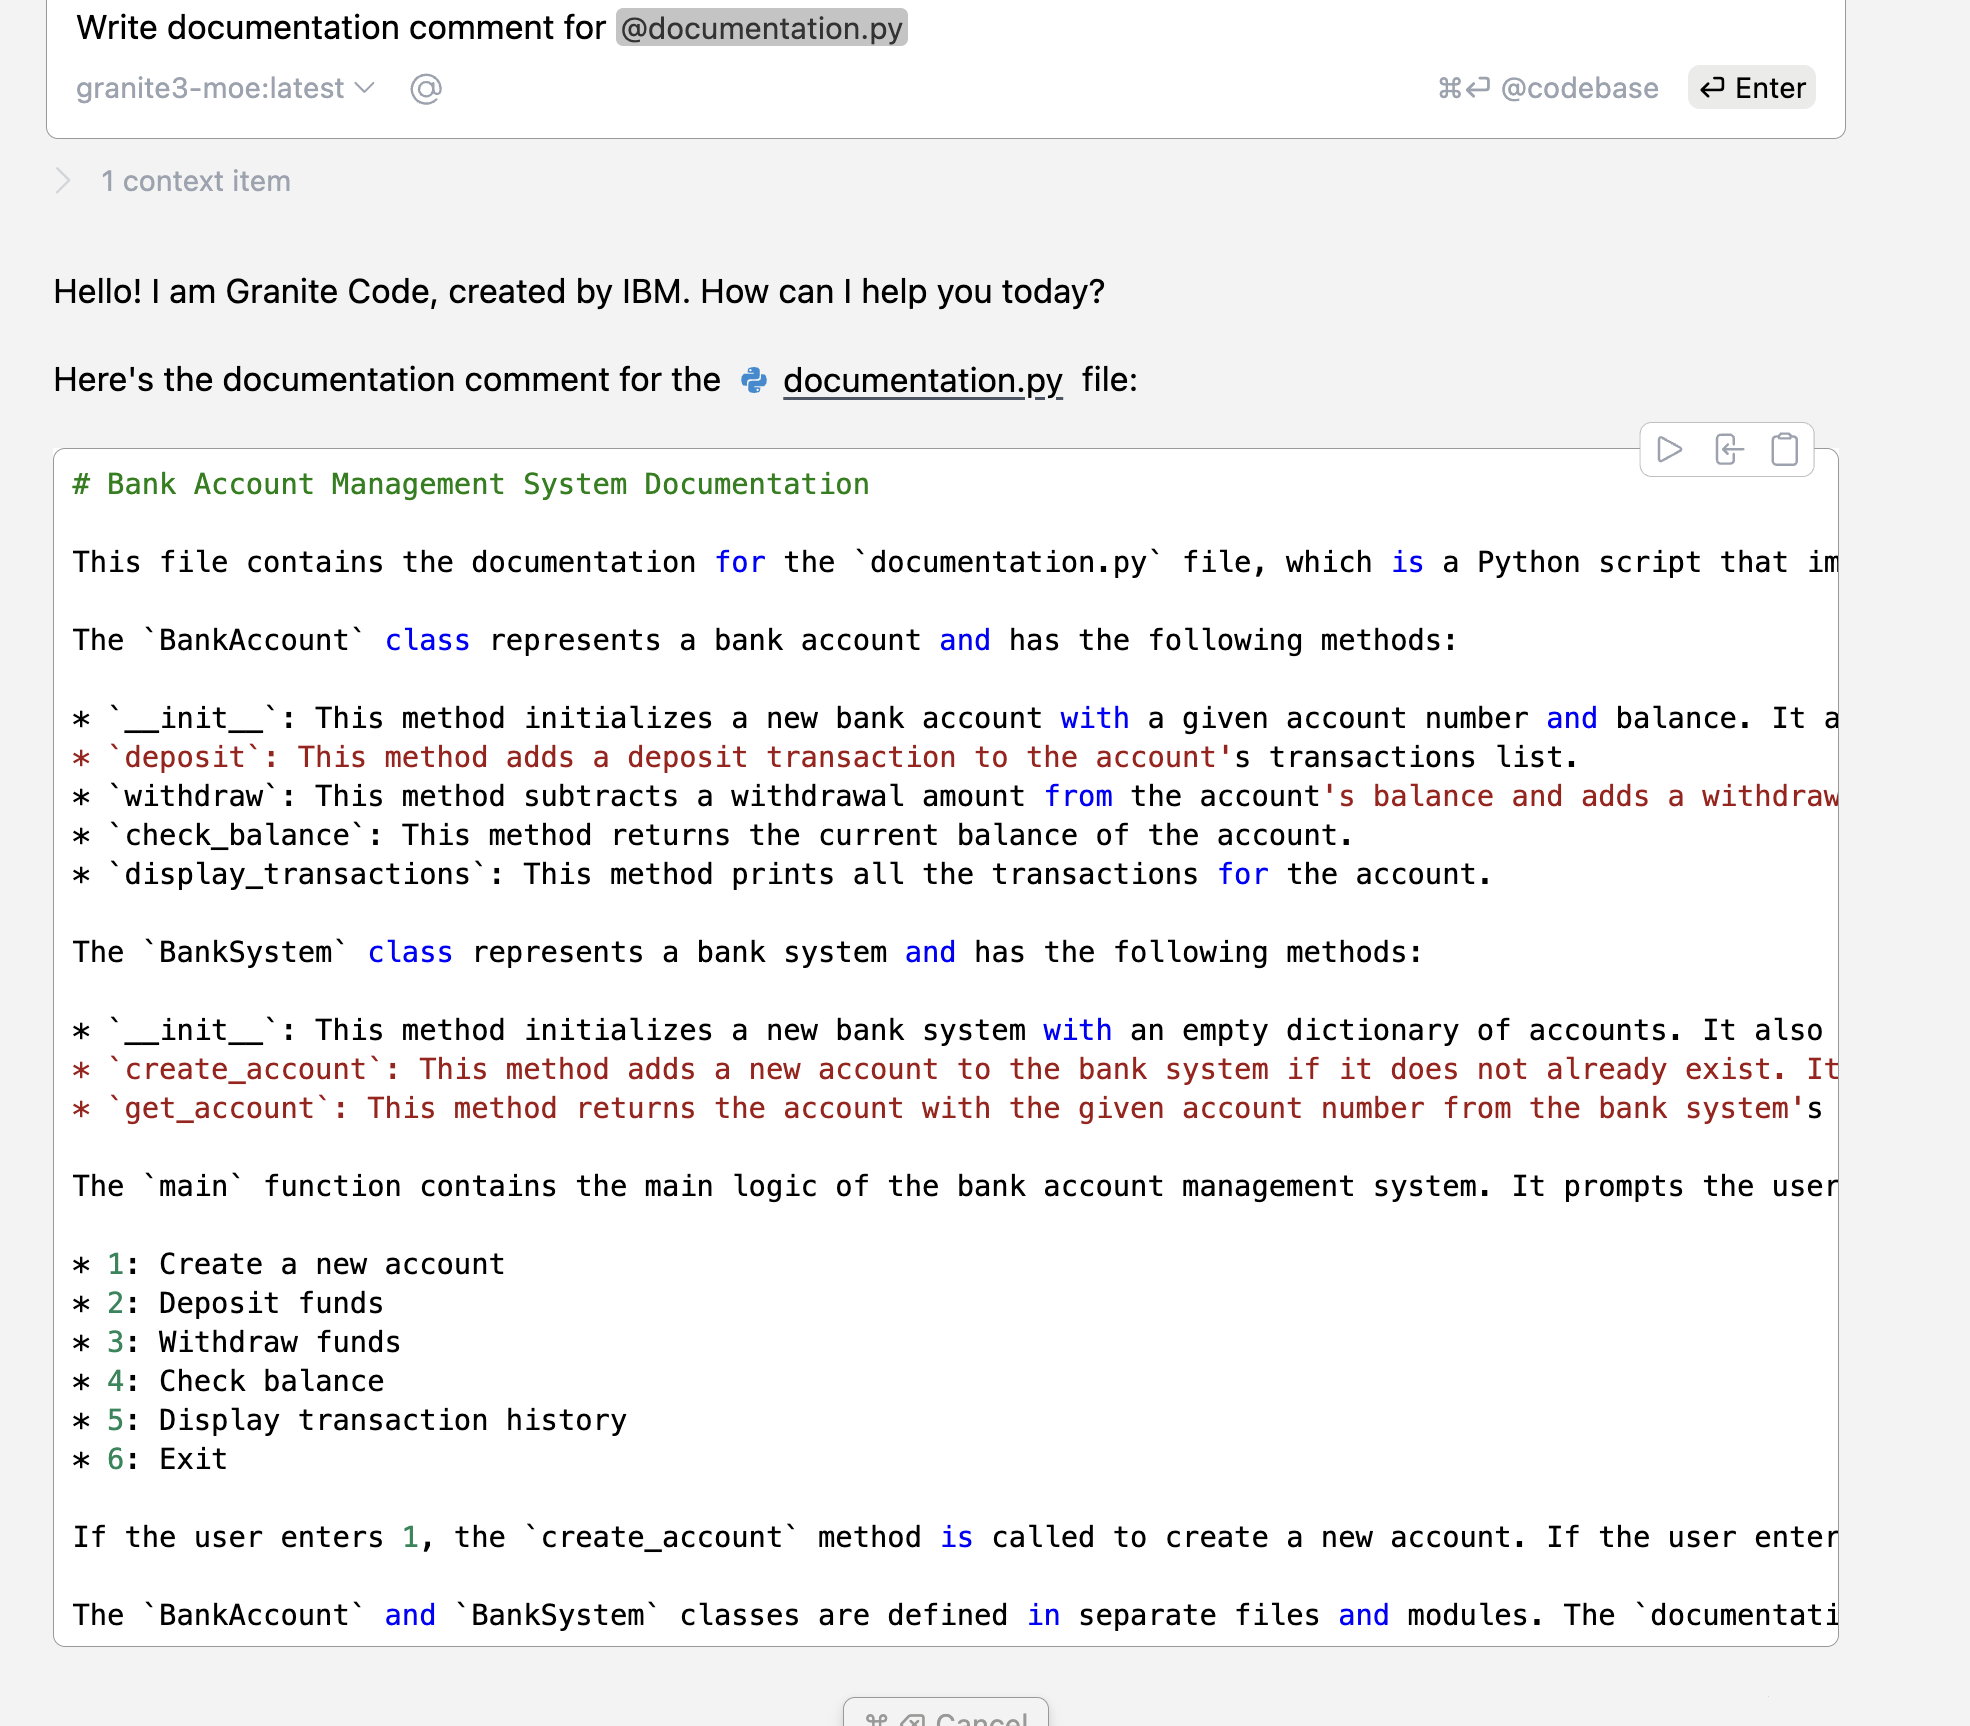 Write documentation comment for @documentation.py
granite3-moe:latest @ ⌘⏎ @codebase ⏎ Enter
1 context item
Hello! I am Granite Code, created by IBM. How can I help you today?
Here's the documentation comment for the documentation.py file:
# Bank Account Management System Documentation
This file contains the documentation for the `documentation.py` file, which is a Python script that im
The `BankAccount` class represents a bank account and has the following methods:
* `__init__`: This method initializes a new bank account with a given account number and balance. It a
* `deposit`: This method adds a deposit transaction to the account's transactions list.
* `withdraw`: This method subtracts a withdrawal amount from the account's balance and adds a withdraw
* `check_balance`: This method returns the current balance of the account.
* `display_transactions`: This method prints all the transactions for the account.
The `BankSystem` class represents a bank system and has the following methods:
* `__init__`: This method initializes a new bank system with an empty dictionary of accounts. It also
* `create_account`: This method adds a new account to the bank system if it does not already exist. It
* `get_account`: This method returns the account with the given account number from the bank system's
The `main` function contains the main logic of the bank account management system. It prompts the user
* 1: Create a new account
* 2: Deposit funds
* 3: Withdraw funds
* 4: Check balance
* 5: Display transaction history
* 6: Exit
If the user enters 1, the `create_account` method is called to create a new account. If the user enter
The `BankAccount` and `BankSystem` classes are defined in separate files and modules. The `documentati
⌘ ⌫ Cancel